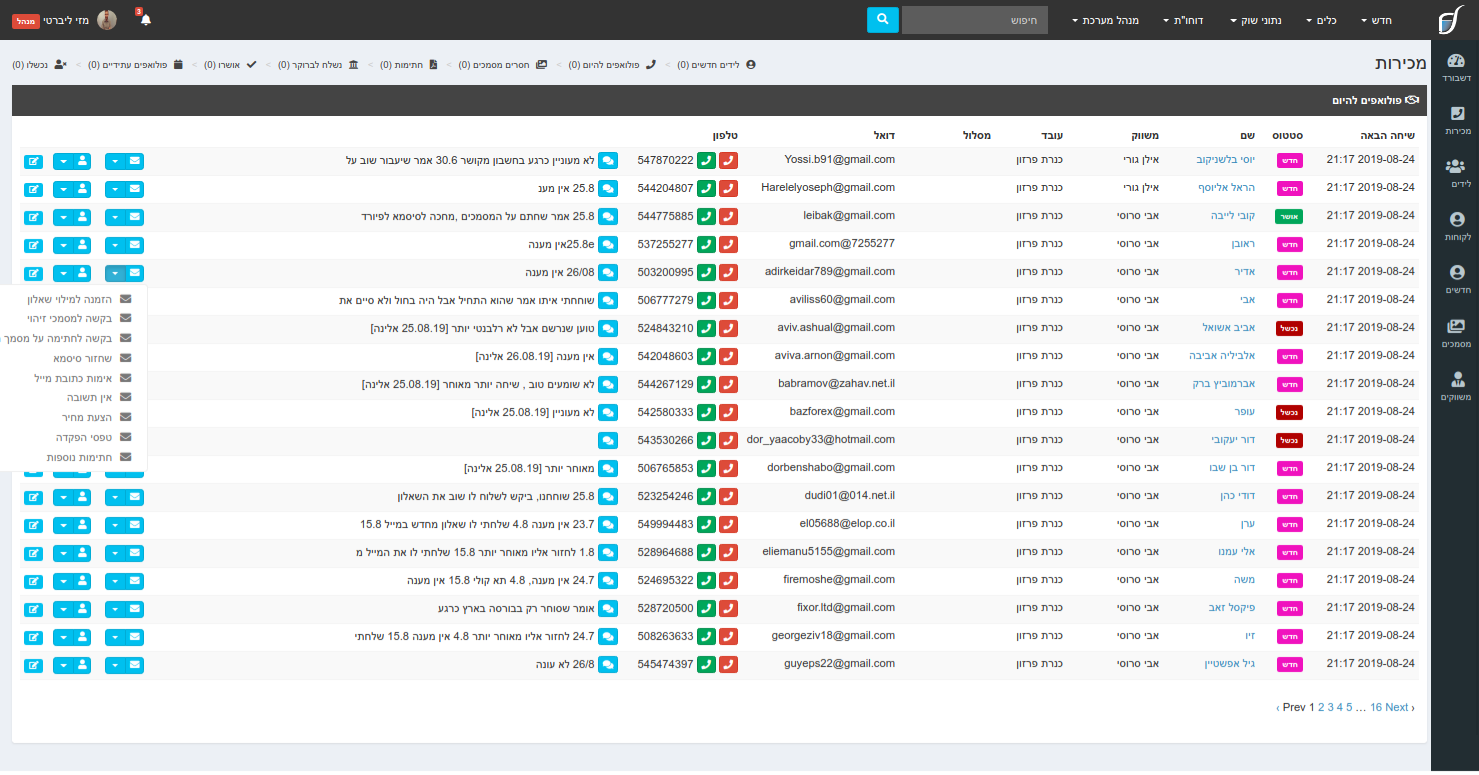 חדש כלים נתוני שוק דוחו"ת מנהל מערכת חיפוש 3 מזי ליברטי מנהל
מכירות
לידים חדשים (0) > פולואפים להיום (0) > חסרים מסמכים (0) > חתימות (0) > נשלח לברוקר (0) > אושרו (0) > פולואפים עתידיים (0) > נכשלו (0)
דשבורד
מכירות
לידים
לקוחות
חדשים
מסמכים
משווקים
פולואפים להיום
שיחה הבאה סטטוס שם משווק עובד מסלול דואל טלפון
2019-08-24 21:17 חדש יוסי בלשניקוב אילן גורי כנרת פרזון Yossi.b91@gmail.com 547870222 לא מעוניין כרגע בחשבון מקושר 30.6 אמר שיעבור שוב על
2019-08-24 21:17 חדש הראל אליוסף אילן גורי כנרת פרזון Harelelyoseph@gmail.com 544204807 25.8 אין מענ
2019-08-24 21:17 אושר קובי לייבה אבי סרוסי כנרת פרזון leibak@gmail.com 544775885 25.8 אמר שחתם על המסמכים ,מחכה לסיסמא לפיורד
2019-08-24 21:17 חדש ראובן אבי סרוסי כנרת פרזון gmail.com@7255277 537255277 25.8eאין מענה
2019-08-24 21:17 חדש אדיר אבי סרוסי כנרת פרזון adirkeidar789@gmail.com 503200995 26/08 אין מענה
2019-08-24 21:17 חדש אבי אבי סרוסי כנרת פרזון aviliss60@gmail.com 506777279 שוחחתי איתו אמר שהוא התחיל אבל היה בחול ולא סיים את
2019-08-24 21:17 נכשל אביב אשואל אבי סרוסי כנרת פרזון aviv.ashual@gmail.com 524843210 טוען שנרשם אבל לא רלבנטי יותר [25.08.19 אלינה]
2019-08-24 21:17 חדש אלביליה אביבה אבי סרוסי כנרת פרזון aviva.arnon@gmail.com 542048603 אין מענה [26.08.19 אלינה]
2019-08-24 21:17 חדש אברמוביץ ברק אבי סרוסי כנרת פרזון babramov@zahav.net.il 544267129 לא שומעים טוב , שיחה יותר מאוחר [25.08.19 אלינה]
2019-08-24 21:17 נכשל עופר אבי סרוסי כנרת פרזון bazforex@gmail.com 542580333 לא מעוניין [25.08.19 אלינה]
2019-08-24 21:17 נכשל דור יעקובי אבי סרוסי כנרת פרזון dor_yaacoby33@hotmail.com 543530266
2019-08-24 21:17 חדש דור בן שבו אבי סרוסי כנרת פרזון dorbenshabo@gmail.com 506765853 מאוחר יותר [25.08.19 אלינה]
2019-08-24 21:17 חדש דודי כהן אבי סרוסי כנרת פרזון dudi01@014.net.il 523254246 25.8 שוחחנו, ביקש לשלוח לו שוב את השאלון
2019-08-24 21:17 חדש ערן אבי סרוסי כנרת פרזון el05688@elop.co.il 549994483 23.7 אין מענה 4.8 שלחתי לו שאלון מחדש במייל 15.8
2019-08-24 21:17 חדש אלי עמנו אבי סרוסי כנרת פרזון eliemanu5155@gmail.com 528964688 1.8 לחזור אליו מאוחר יותר 15.8 שלחתי לו את המייל מ
2019-08-24 21:17 חדש משה אבי סרוסי כנרת פרזון firemoshe@gmail.com 524695322 24.7 אין מענה, 4.8 תא קולי 15.8 אין מענה
2019-08-24 21:17 חדש פיקסל זאב אבי סרוסי כנרת פרזון fixor.ltd@gmail.com 528720500 אומר שסוחר רק בבורסה בארץ כרגע
2019-08-24 21:17 חדש זיו אבי סרוסי כנרת פרזון georgeziv18@gmail.com 508263633 24.7 לחזור אליו מאוחר יותר 4.8 אין מענה 15.8 שלחתי
2019-08-24 21:17 חדש גיל אפשטיין אבי סרוסי כנרת פרזון guyeps22@gmail.com 545474397 26/8 לא עונה
הזמנה למילוי שאלון
בקשה למסמכי זיהוי
בקשה לחתימה על מסמך
שחזור סיסמא
אימות כתובת מייל
אין תשובה
הצעת מחיר
טפסי הפקדה
חתימות נוספות
‹ Prev 1 2 3 4 5 … 16 Next ›